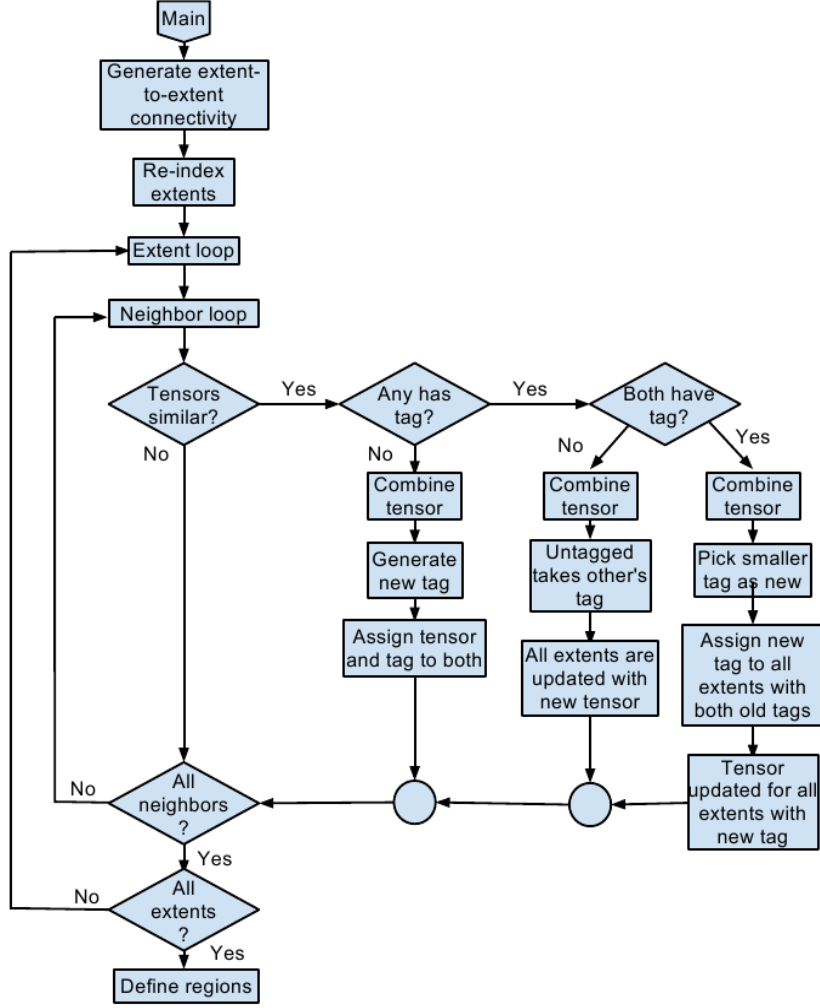 Main
Generate extent-
to-extent
connectivity
Re-index
extents
Extent loop
Neighbor loop
Tensors
similar?
Yes
Any has
tag?
Yes
Both have
tag?
No
No
No
Yes
Combine
tensor
Generate
new tag
Assign tensor
and tag to both
Combine
tensor
Untagged
takes other's
tag
All extents are
updated with
new tensor
Combine
tensor
Pick smaller
tag as new
Assign new
tag to all
extents with
both old tags
Tensor
updated for all
extents with
new tag
All
neighbors
?
No
Yes
All
extents
?
No
Yes
Define regions